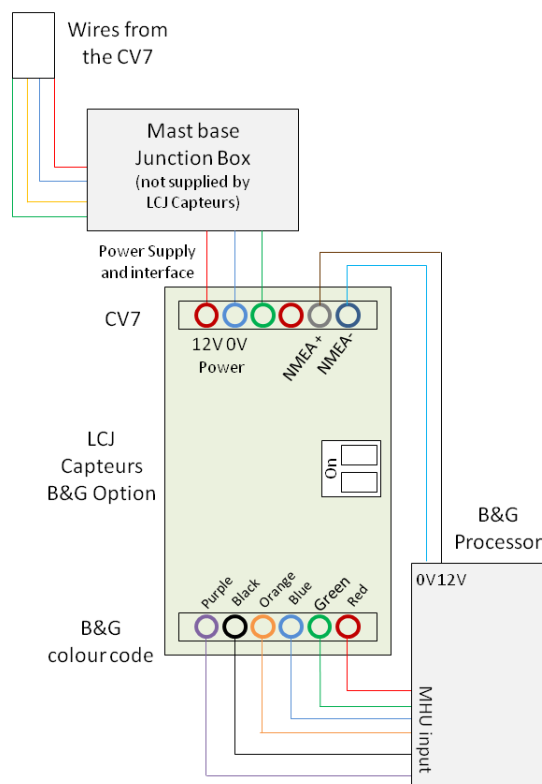 Wires from
the CV7
Mast base
Junction Box
(not supplied by
LCJ Capteurs)
Power Supply
and interface
CV7
12V 0V
Power
NMEA +
NMEA-
LCJ
Capteurs
B&G Option
On
B&G
Processor
0V12V
Purple
Black
Orange
Blue
Green
Red
B&G
colour code
MHU input